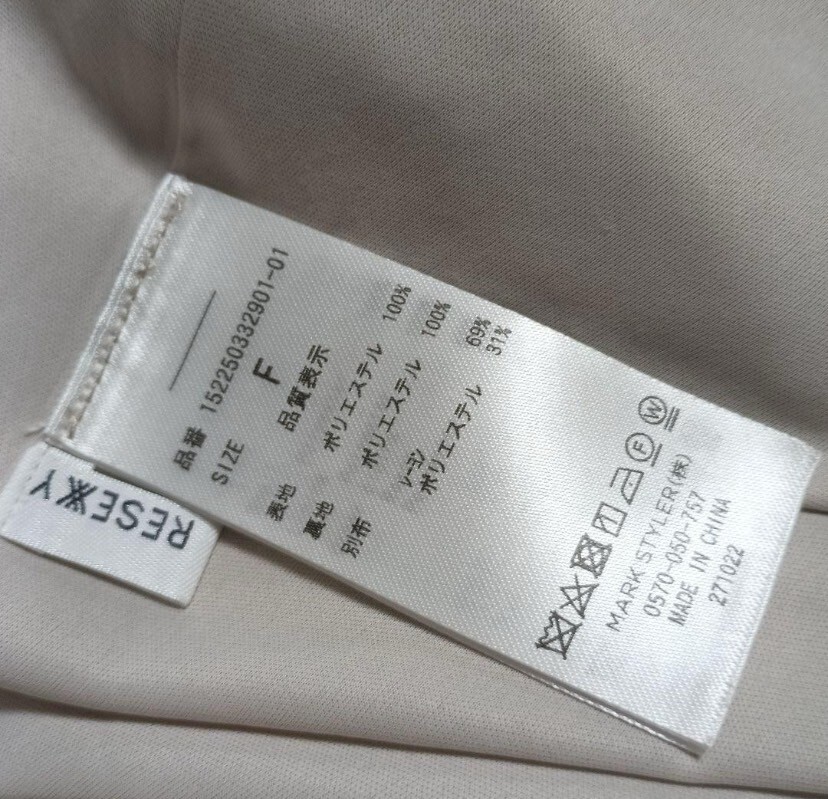 品番 152250332901-01
SIZE F
品質表示
表地 ポリエステル 100%
裏地 ポリエステル 100%
別布 レーヨン 69%
ポリエステル 31%
F
W
MARK STYLER(株)
0570-050-757
MADE IN CHINA
271022
RESEXXY